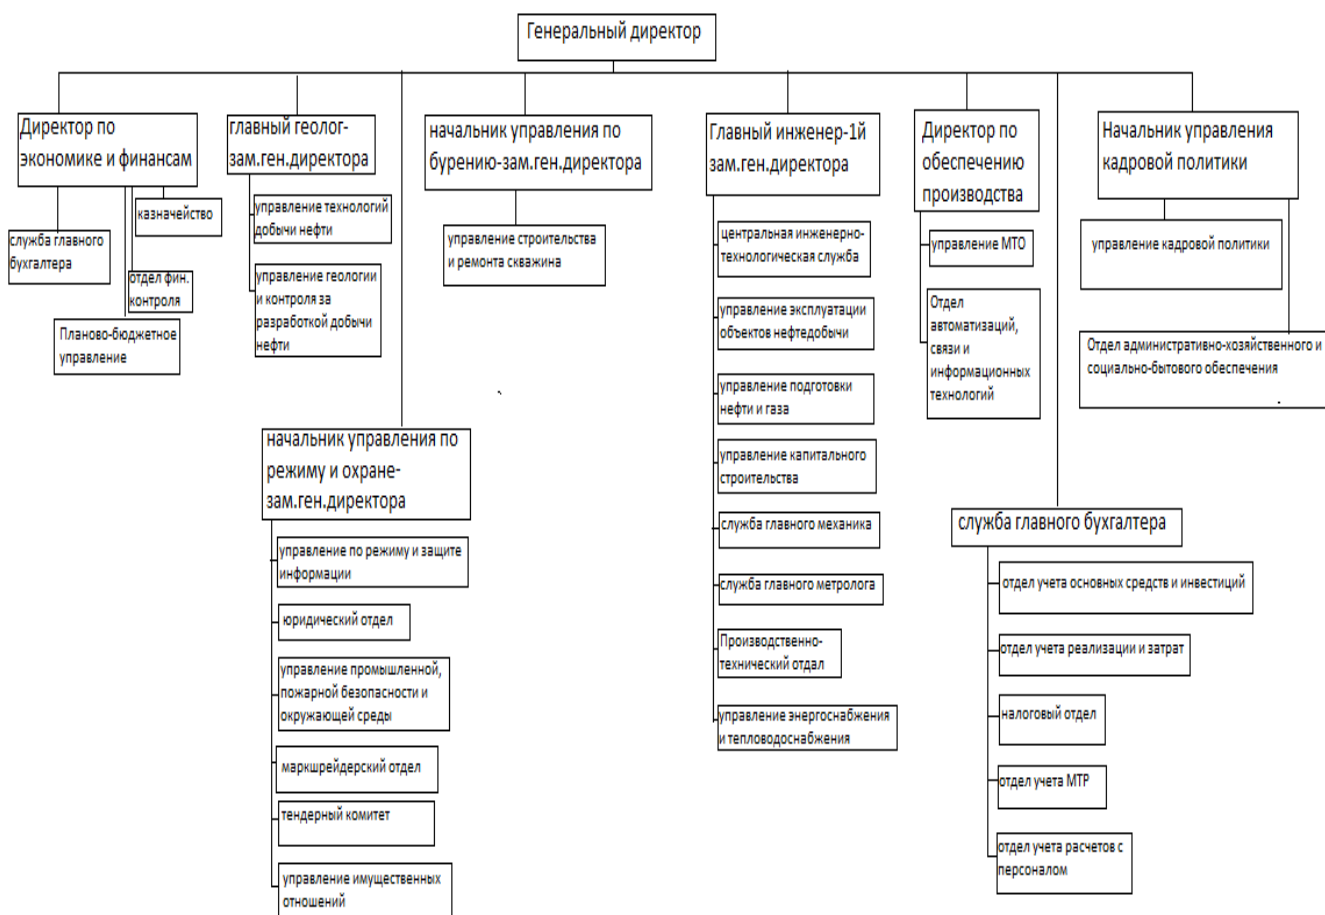 Генеральный директор
Директор по
экономике и финансам
главный геолог-
зам.ген.директора
начальник управления по
бурению-зам.ген.директора
Главный инженер-1й
зам.ген.директора
Директор по
обеспечению
производства
Начальник управления
кадровой политики
казначейство
служба главного
бухгалтера
отдел фин.
контроля
Планово-бюджетное
управление
управление технологий
добычи нефти
управление геологии
и контроля за
разработкой добычи
нефти
управление строительства
и ремонта скважина
центральная инженерно-
технологическая служба
управление эксплуатации
объектов нефтедобычи
управление подготовки
нефти и газа
управление капитального
строительства
служба главного механика
служба главного метролога
Производственно-
технический отдал
управление энергоснабжения
и тепловодоснабжения
управление МТО
Отдел
автоматизаций,
связи и
информационных
технологий
управление кадровой политики
Отдел административно-хозяйственного и
социально-бытового обеспечения
начальник управления по
режиму и охране-
зам.ген.директора
управление по режиму и защите
информации
юридический отдел
управление промышленной,
пожарной безопасности и
окружающей среды
маркшрейдерский отдел
тендерный комитет
управление имущественных
отношений
служба главного бухгалтера
отдел учета основных средств и инвестиций
отдел учета реализации и затрат
налоговый отдел
отдел учета МТР
отдел учета расчетов с
персоналом